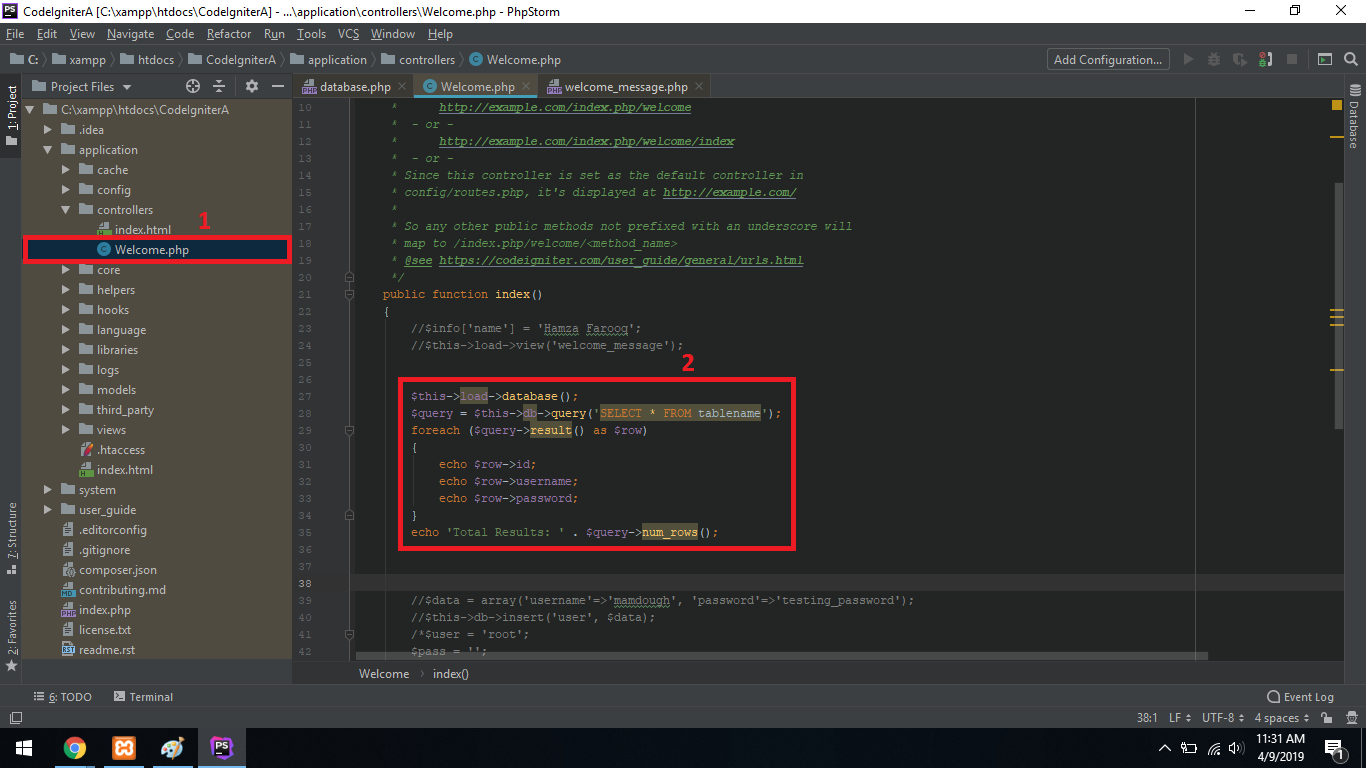 CodeIgniterA [C:\xampp\htdocs\CodeIgniterA] - ...\application\controllers\Welcome.php - PhpStorm
File Edit View Navigate Code Refactor Run Tools VCS Window Help
C: xampp htdocs CodeIgniterA application controllers Welcome.php Add Configuration...
Project Files
database.php Welcome.php welcome_message.php
1: Project
7: Structure
2: Favorites
Database
C:\xampp\htdocs\CodeIgniterA
.idea
application
cache
config
controllers
index.html
1
Welcome.php
core
helpers
hooks
language
libraries
logs
models
third_party
views
.htaccess
index.html
system
user_guide
.editorconfig
.gitignore
composer.json
contributing.md
index.php
license.txt
readme.rst
10 * http://example.com/index.php/welcome
11 * - or -
12 * http://example.com/index.php/welcome/index
13 * - or -
14 * Since this controller is set as the default controller in
15 * config/routes.php, it's displayed at http://example.com/
16 *
17 * So any other public methods not prefixed with an underscore will
18 * map to /index.php/welcome/<method_name>
19 * @see https://codeigniter.com/user_guide/general/urls.html
20 */
21 public function index()
22 {
23 //$info['name'] = 'Hamza Farooq';
24 //$this->load->view('welcome_message');
25
2
26
27 $this->load->database();
28 $query = $this->db->query('SELECT * FROM tablename');
29 foreach ($query->result() as $row)
30 {
31 echo $row->id;
32 echo $row->username;
33 echo $row->password;
34 }
35 echo 'Total Results: ' . $query->num_rows();
36
37
38
39 //$data = array('username'=>'mamdough', 'password'=>'testing_password');
40 //$this->db->insert('user', $data);
41 /*$user = 'root';
42 $pass = '';
Welcome index()
6: TODO Terminal Event Log
38:1 LF UTF-8 4 spaces
PS
11:31 AM
4/9/2019
1